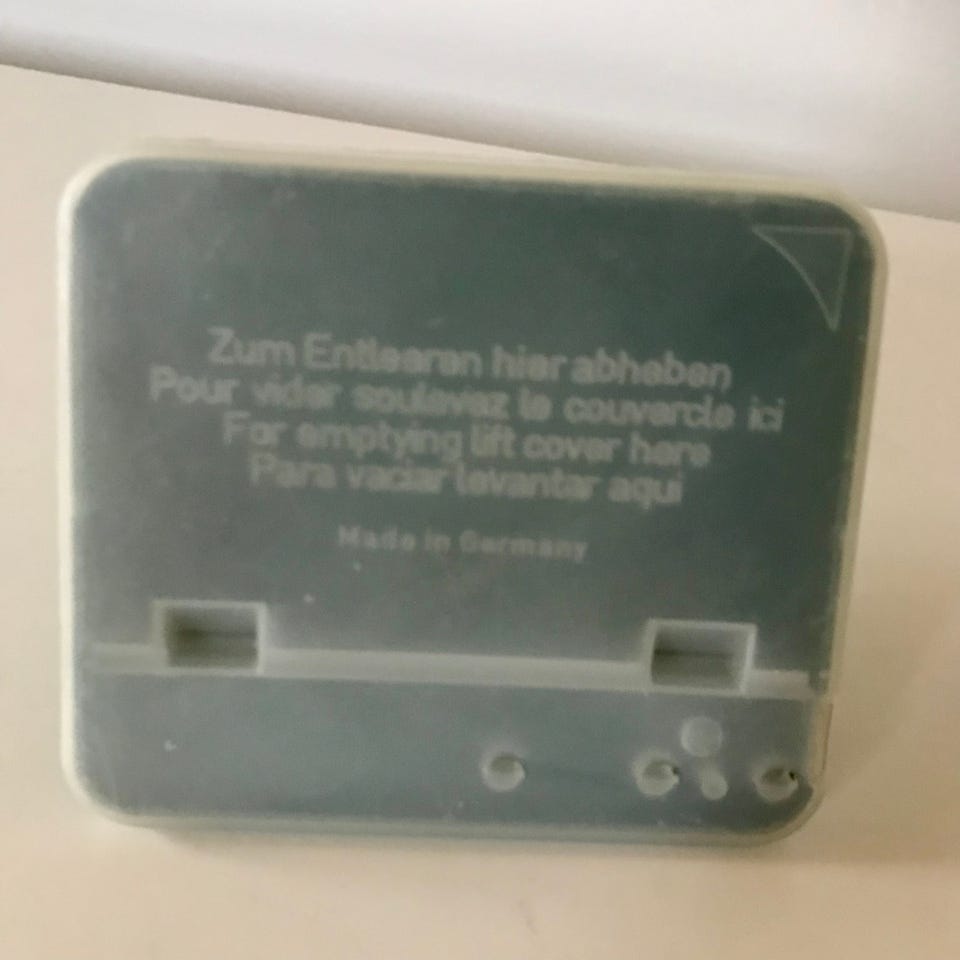 Zum Entleeren hier abheben
Pour vider soulevez le couvercle ici
For emptying lift cover here
Para vaciar levantar aqui
Made in Germany